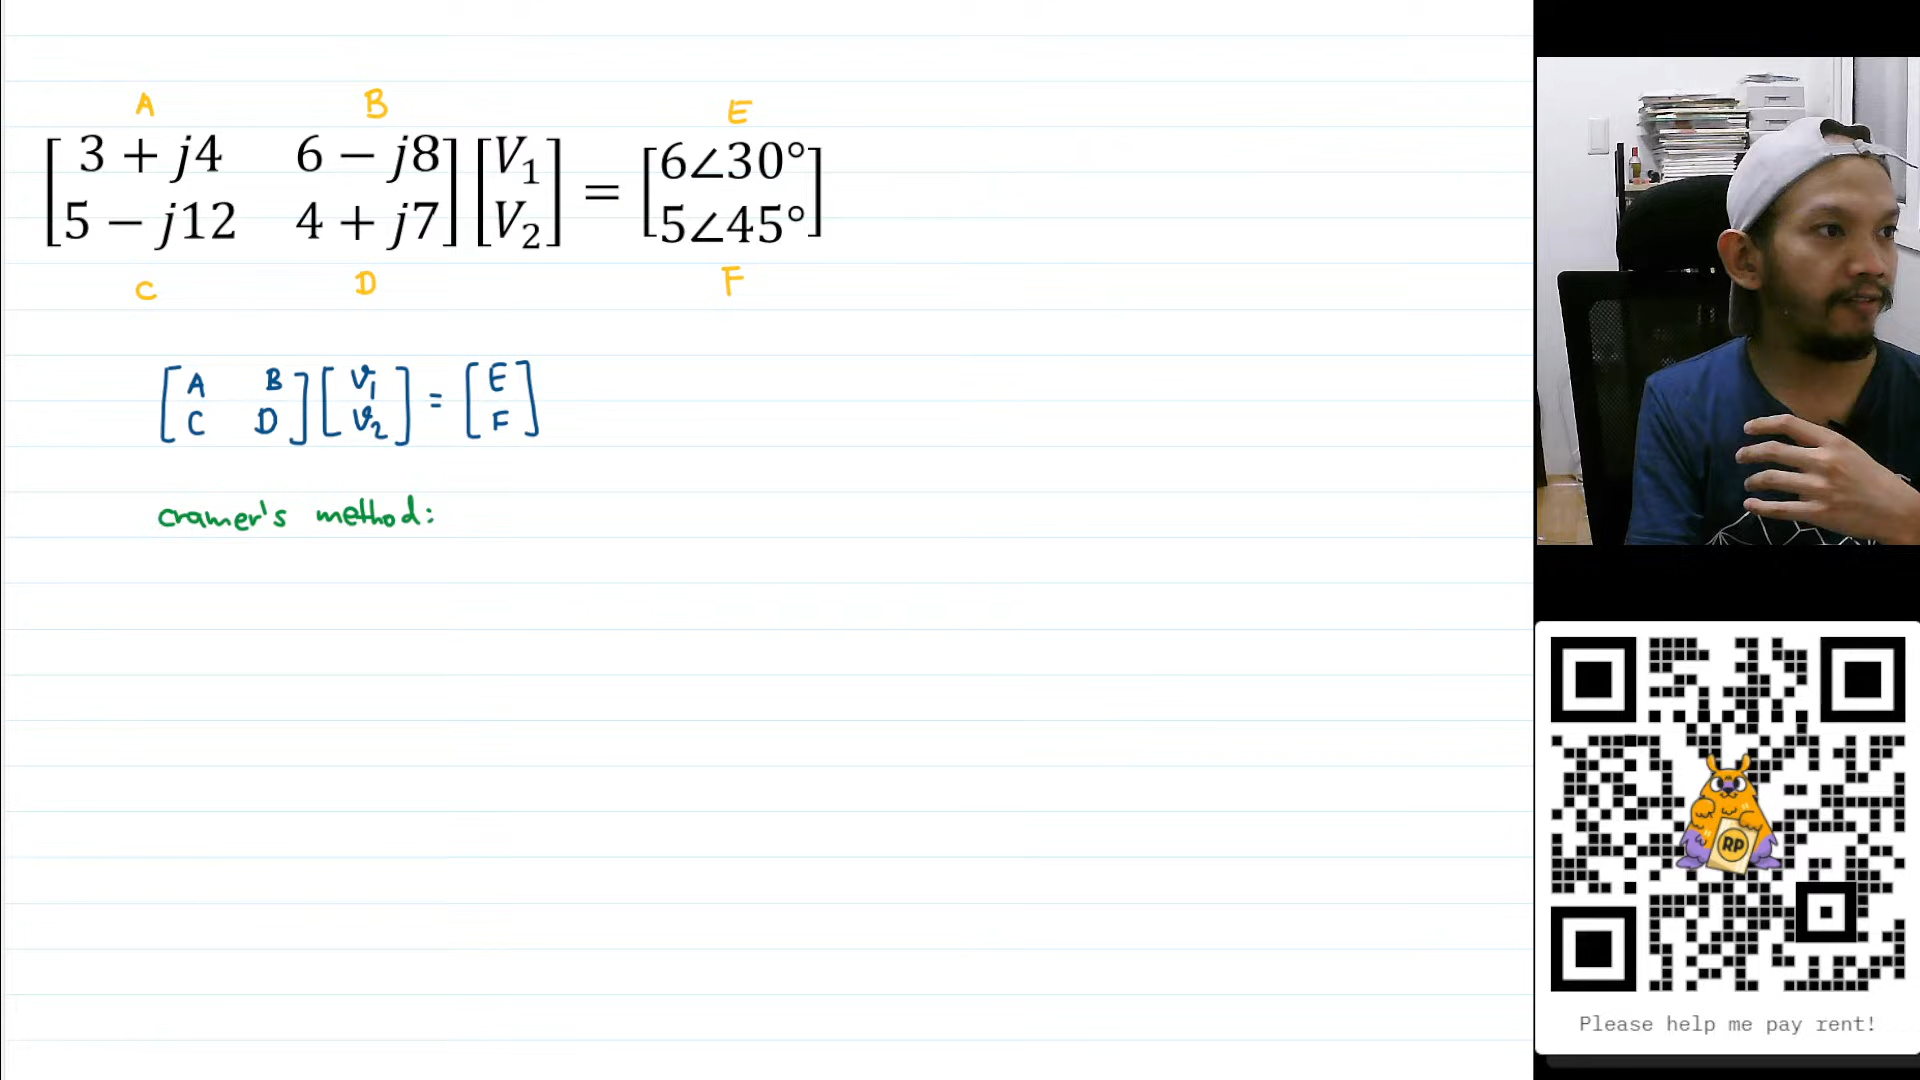 A B E
[3 + j4 6 − j8] [V₁] = [6∠30°]
[5 − j12 4 + j7] [V₂] [5∠45°]
C D F
[A B] [V₁] = [E]
[C D] [V₂] [F]
cramer's method:
RP
Please help me pay rent!